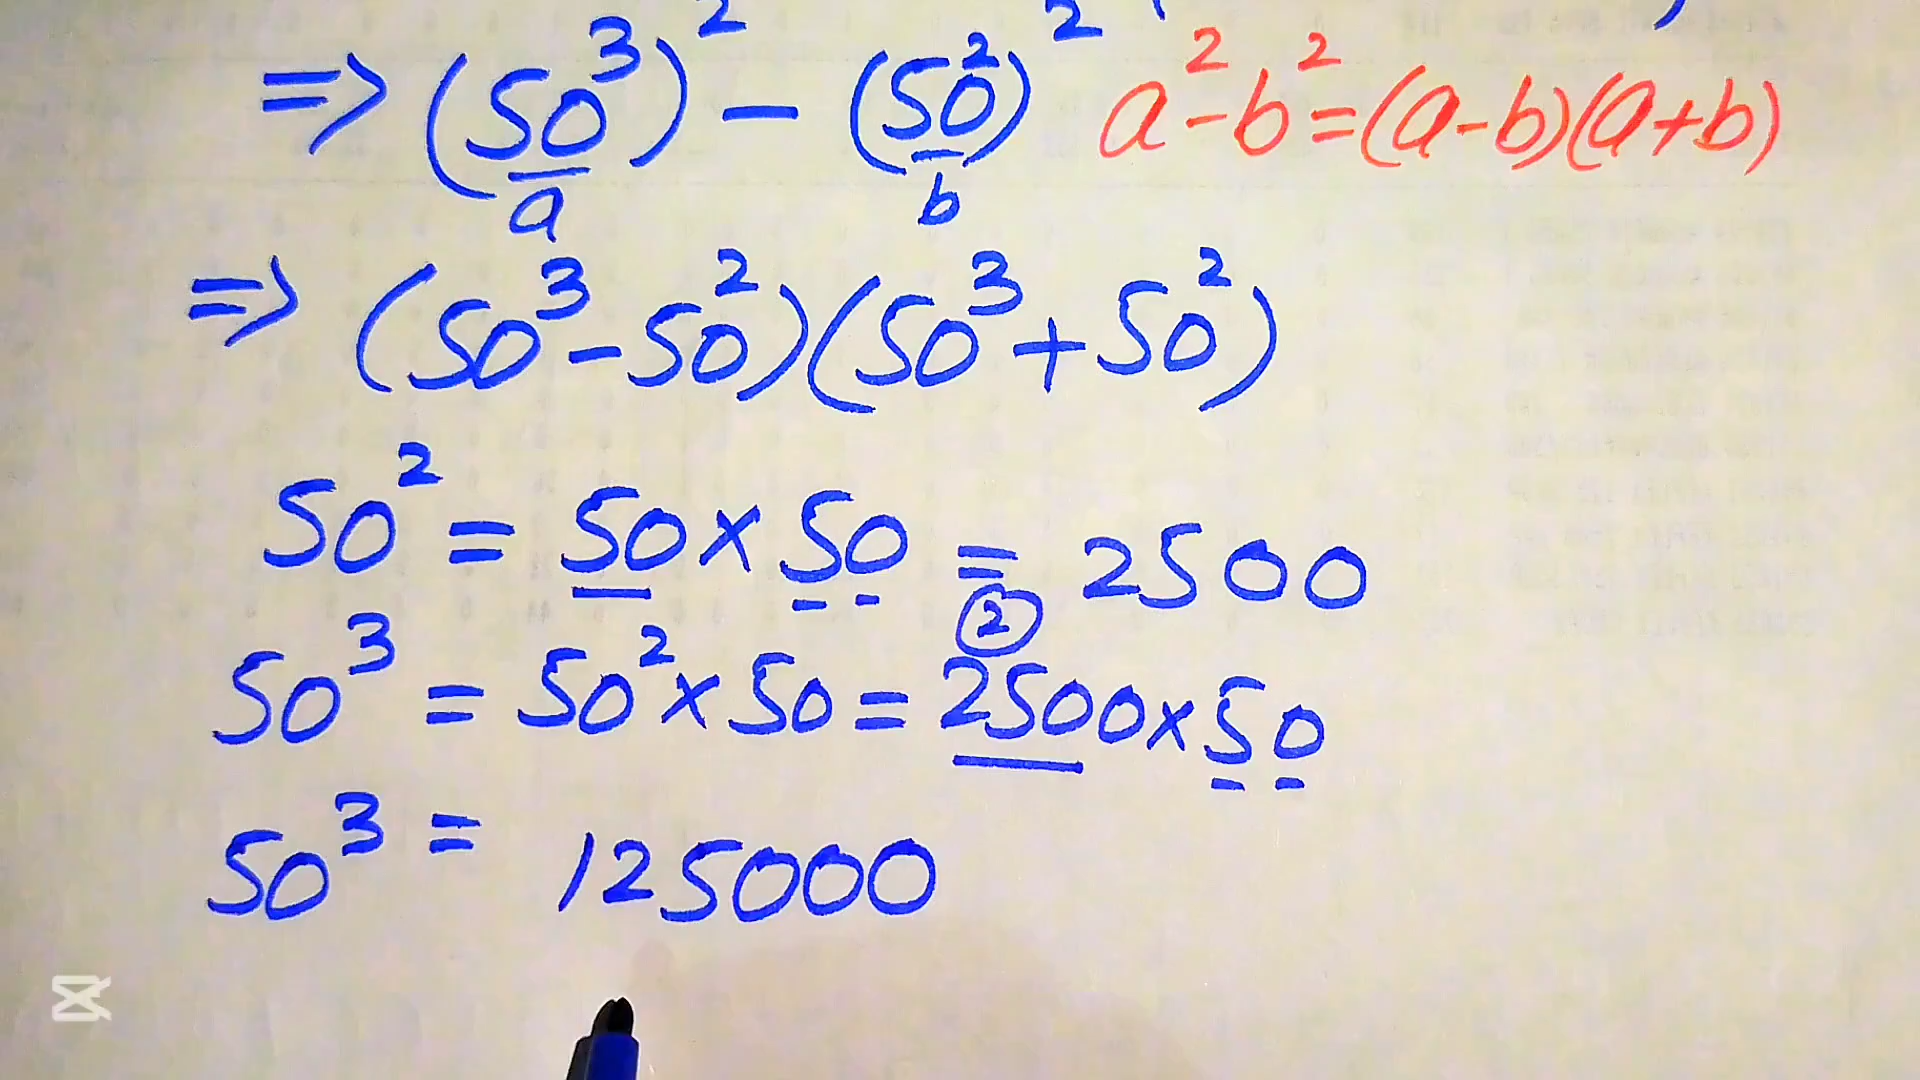 => (50³)² - (50²)² a²-b²=(a-b)(a+b)
a b
=> (50³-50²)(50³+50²)
50² = 50 x 50 = 2500
②
50³ = 50² x 50 = 2500 x 50
50³ = 125000